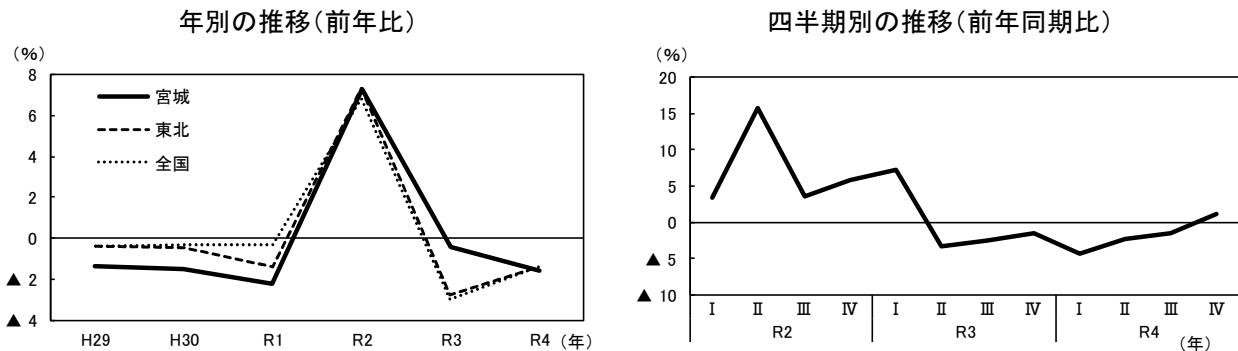 年別の推移(前年比)
(%)
8
6
4
2
0
▲ 2
▲ 4
宮城
東北
全国
H29 H30 R1 R2 R3 R4 (年)
四半期別の推移(前年同期比)
(%)
20
15
10
5
0
▲ 5
▲ 10
Ⅰ Ⅱ Ⅲ Ⅳ Ⅰ Ⅱ Ⅲ Ⅳ Ⅰ Ⅱ Ⅲ Ⅳ
R2 R3 R4
(年)